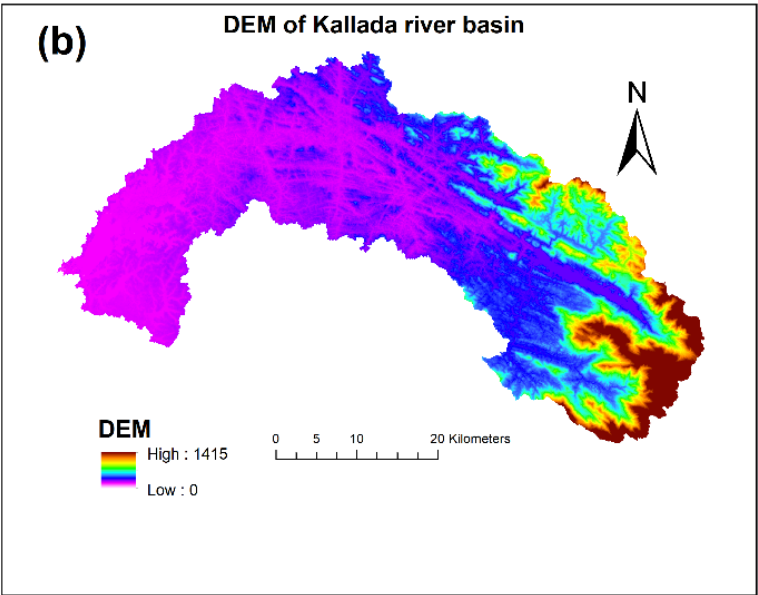 (b)
DEM of Kallada river basin
N
DEM
High : 1415
Low : 0
0 5 10 20 Kilometers